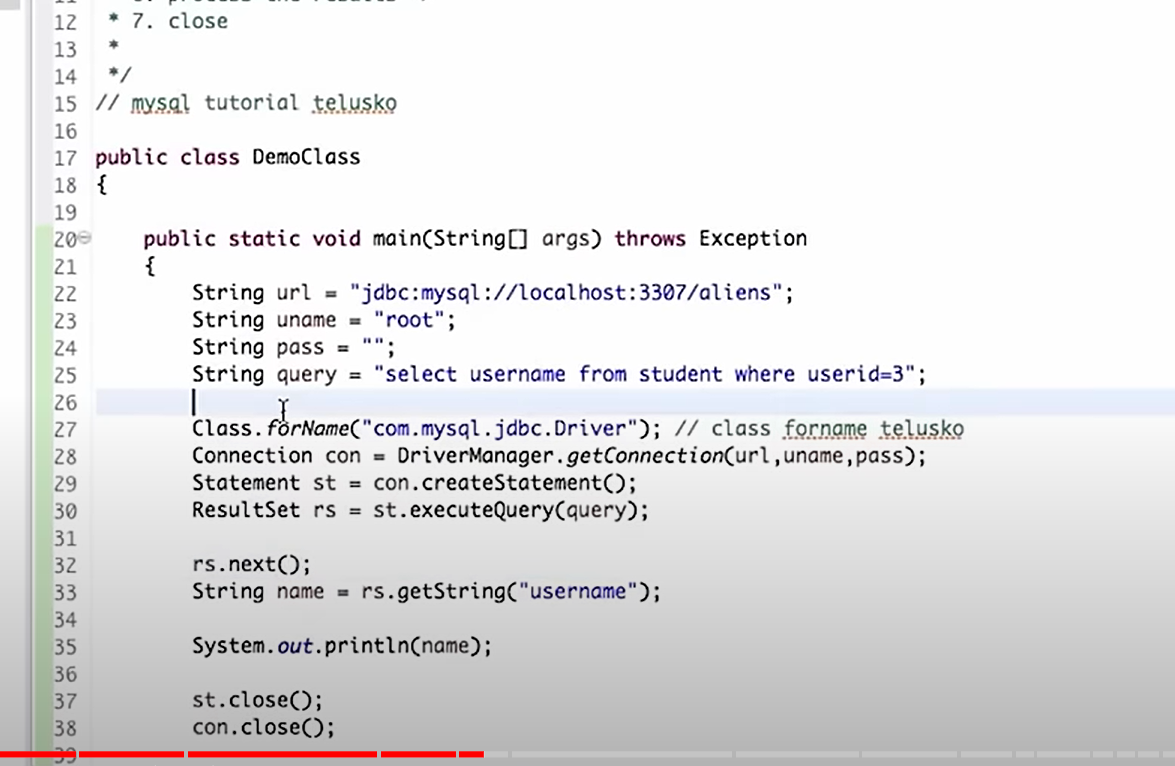 12 * 7. close
13 *
14 */
15 // mysql tutorial telusko
16
17 public class DemoClass
18 {
19
20 public static void main(String[] args) throws Exception
21 {
22 String url = "jdbc:mysql://localhost:3307/aliens";
23 String uname = "root";
24 String pass = "";
25 String query = "select username from student where userid=3";
26
27 Class.forName("com.mysql.jdbc.Driver"); // class forname telusko
28 Connection con = DriverManager.getConnection(url,uname,pass);
29 Statement st = con.createStatement();
30 ResultSet rs = st.executeQuery(query);
31
32 rs.next();
33 String name = rs.getString("username");
34
35 System.out.println(name);
36
37 st.close();
38 con.close();
39